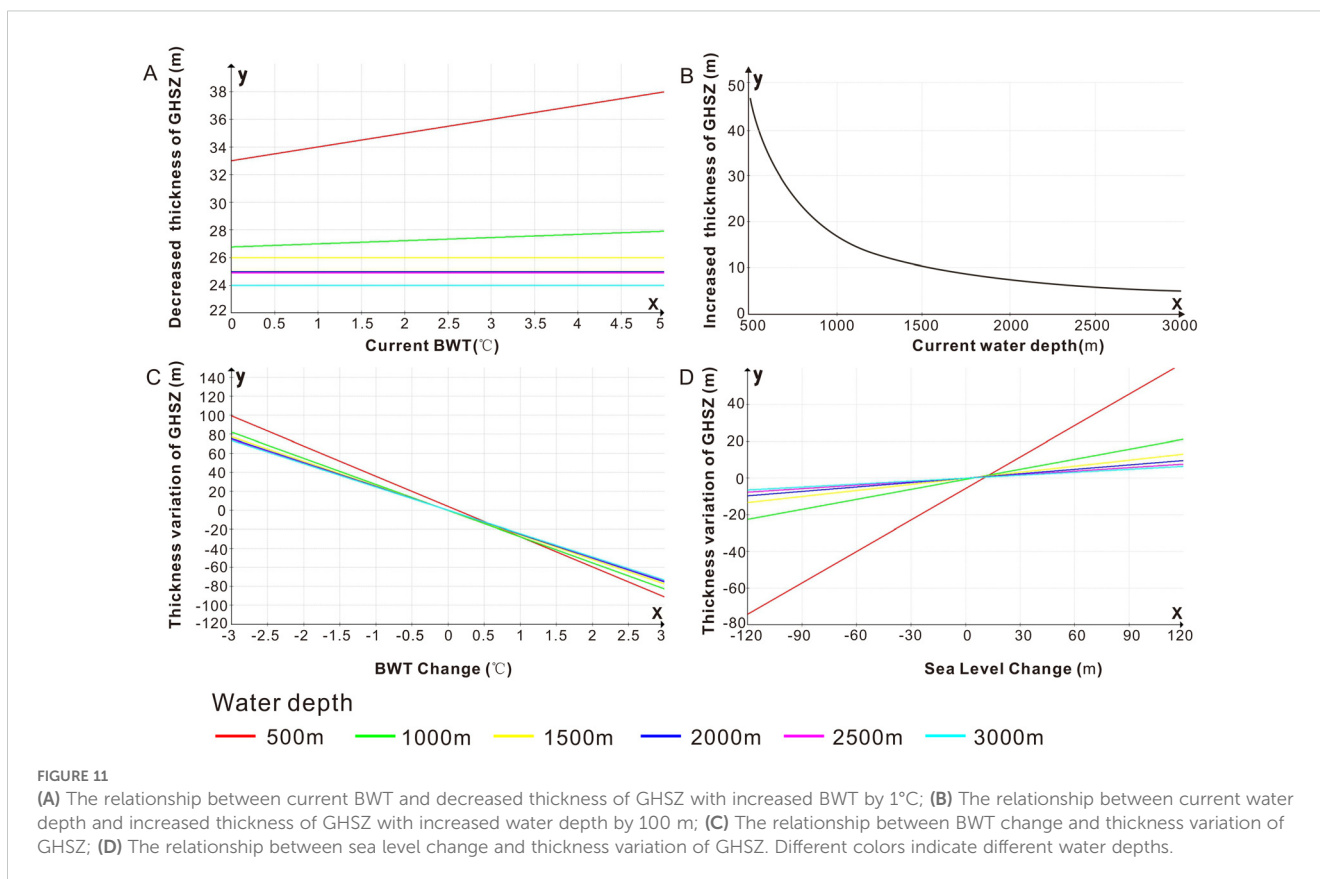 A
Decreased thickness of GHSZ (m)
y
38
36
34
32
30
28
26
24
22
0 0.5 1 1.5 2 2.5 3 3.5 4 4.5 5
X
Current BWT(℃)
B
Increased thickness of GHSZ (m)
y
50
40
30
20
10
0
500 1000 1500 2000 2500 3000
X
Current water depth(m)
C
Thickness variation of GHSZ (m)
y
140
120
100
80
60
40
20
0
-20
-40
-60
-80
-100
-120
-3 -2.5 -2 -1.5 -1 -0.5 0 0.5 1 1.5 2 2.5 3
X
BWT Change (℃)
D
Thickness variation of GHSZ (m)
y
40
20
0
-20
-40
-60
-80
-120 -90 -60 -30 0 30 60 90 120
X
Sea Level Change (m)
Water depth
500m 1000m 1500m 2000m 2500m 3000m
FIGURE 11
(A) The relationship between current BWT and decreased thickness of GHSZ with increased BWT by 1°C; (B) The relationship between current water
depth and increased thickness of GHSZ with increased water depth by 100 m; (C) The relationship between BWT change and thickness variation of
GHSZ; (D) The relationship between sea level change and thickness variation of GHSZ. Different colors indicate different water depths.